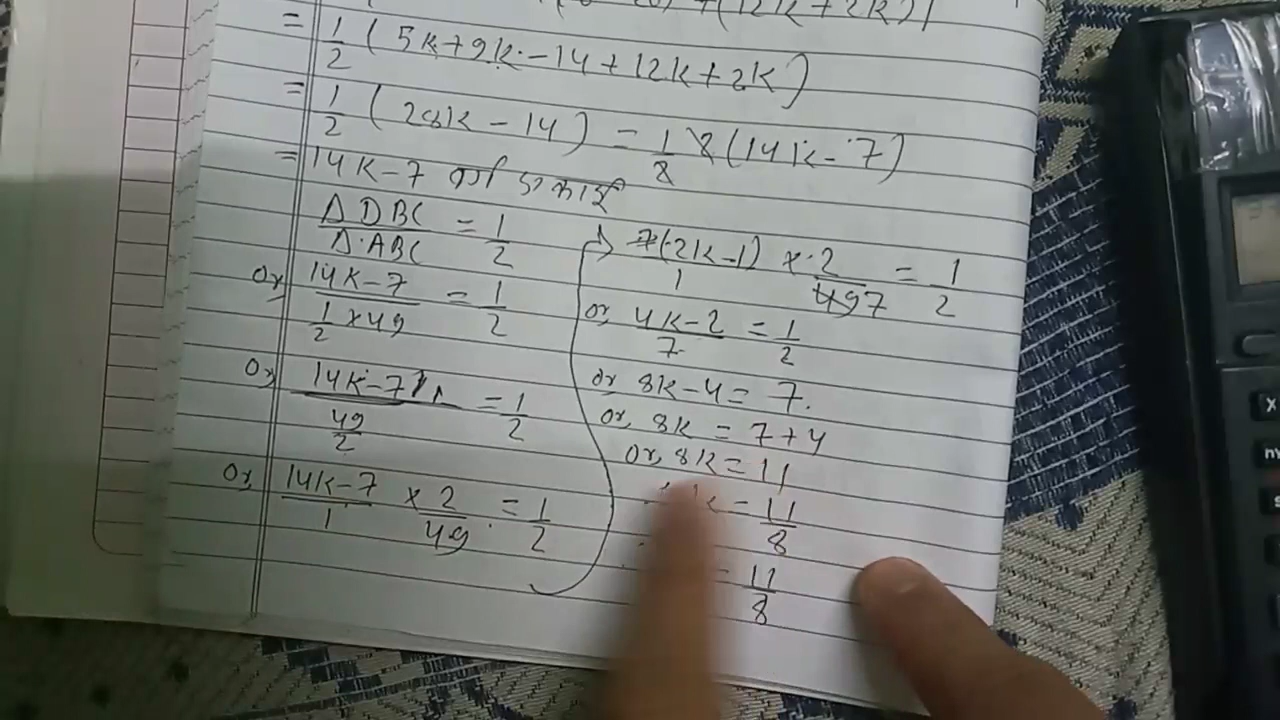 +(12k+2k)}
= 1/2 (5k+9k-14+12k+2k)
= 1/2 (28k-14) = 1/2 × 2(14k-7)
= 14k-7 वर्ग इकाई
ΔDBC/ΔABC = 1/2
Or, (14k-7)/(1/2×49) = 1/2
Or, (14k-7)/(49/2) = 1/2
Or, (14k-7)/1 × 2/49 = 1/2
→ 7(2k-1)/1 × 2/49 7 = 1/2
or, (4k-2)/7 = 1/2
or, 8k-4 = 7.
or, 8k = 7+4
or, 8k = 11
k = 11/8
= 11/8